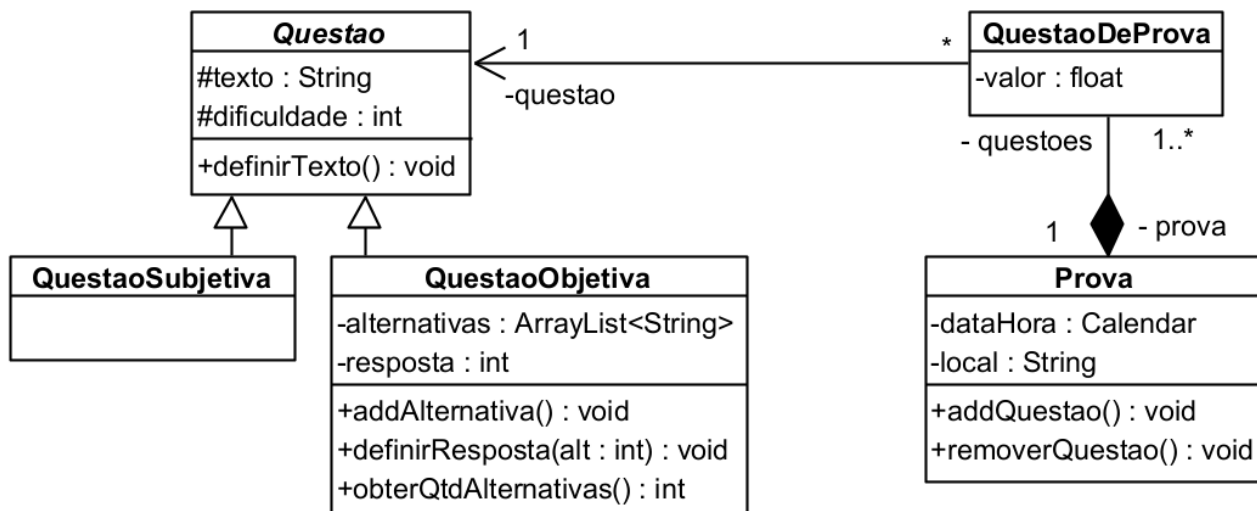 Questao
#texto : String
#dificuldade : int
+definirTexto() : void
1
-questao
*
QuestaoDeProva
-valor : float
- questoes
1..*
1
- prova
QuestaoSubjetiva
QuestaoObjetiva
-alternativas : ArrayList<String>
-resposta : int
+addAlternativa() : void
+definirResposta(alt : int) : void
+obterQtdAlternativas() : int
Prova
-dataHora : Calendar
-local : String
+addQuestao() : void
+removerQuestao() : void